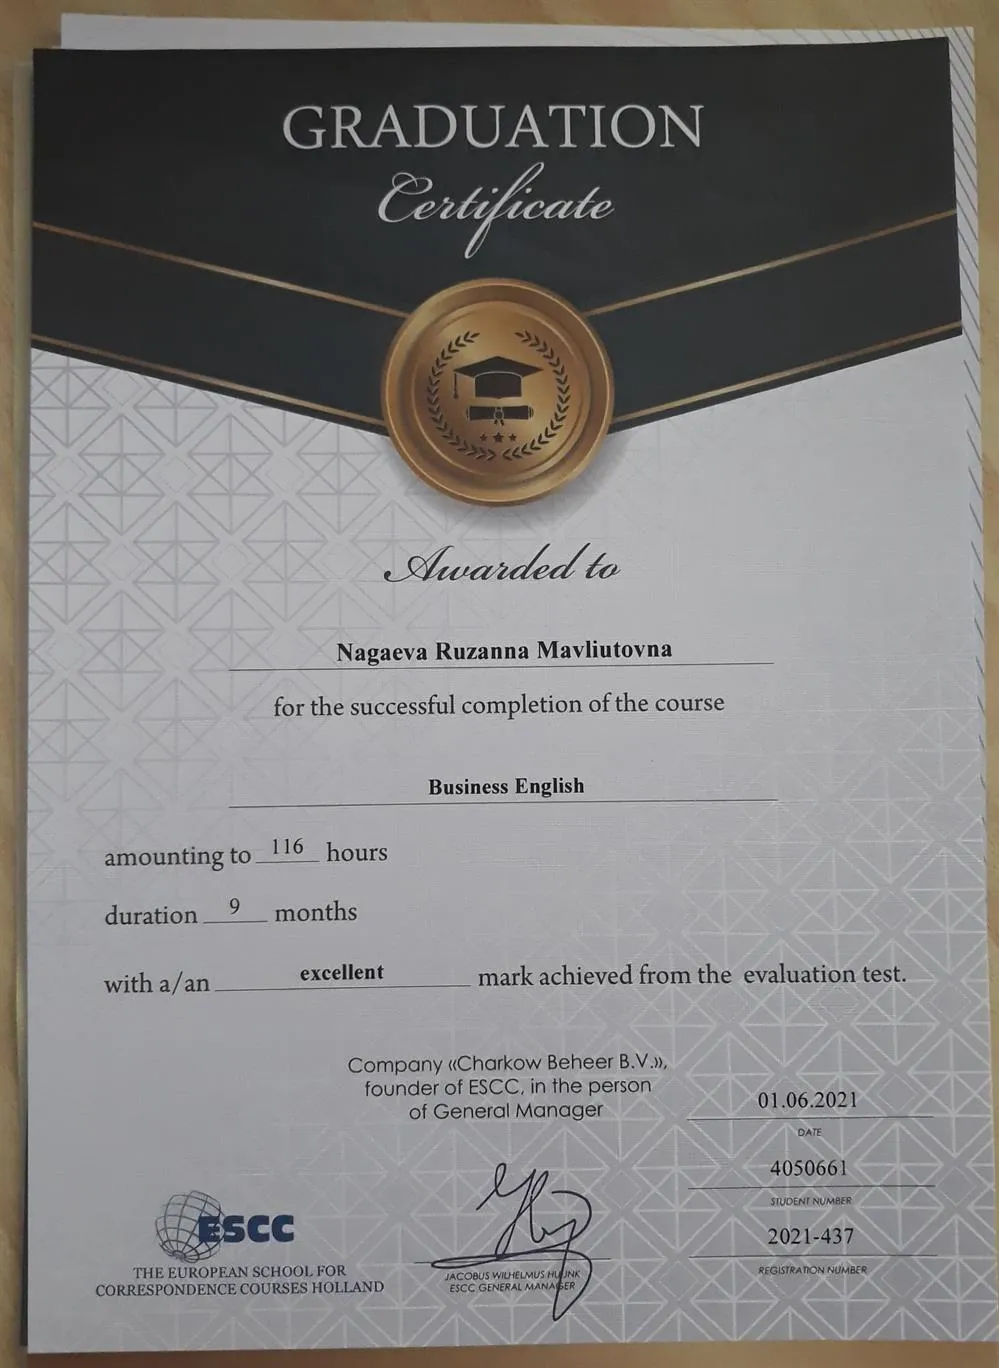 GRADUATION
Certificate
Awarded to
Nagaeva Ruzanna Mavliutovna
for the successful completion of the course
Business English
amounting to 116 hours
duration 9 months
with a/an excellent mark achieved from the evaluation test.
Company «Charkow Beheer B.V.»,
founder of ESCC, in the person
of General Manager
01.06.2021
DATE
4050661
STUDENT NUMBER
2021-437
REGISTRATION NUMBER
ESCC
THE EUROPEAN SCHOOL FOR
CORRESPONDENCE COURSES HOLLAND
JACOBUS WILHELMUS
ESCC GENERAL MANAGER